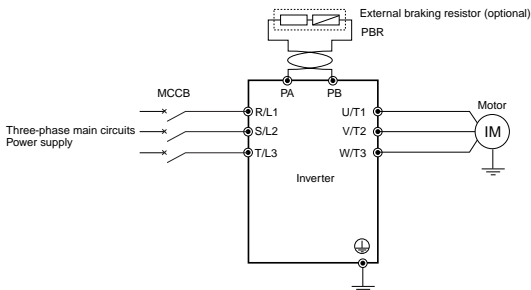 External braking resistor (optional)
PBR
PA PB
MCCB
R/L1 U/T1
Motor
Three-phase main circuits
Power supply
S/L2 V/T2
IM
T/L3 W/T3
Inverter